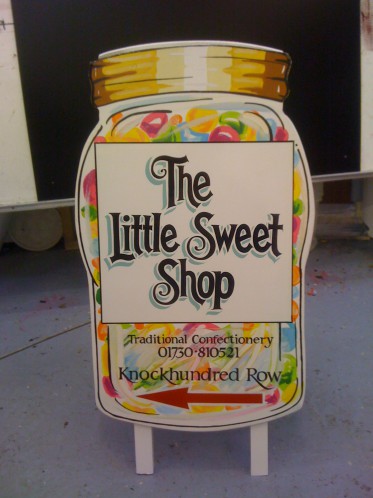 The
Little Sweet
Shop
Traditional Confectionery
01730-810521
Knockhundred Row